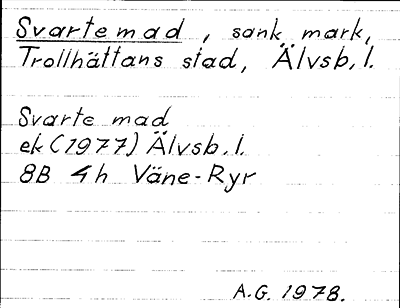 Svartemad, sank mark,
Trollhättans stad, Älvsb. l.
Svarte mad
ek (1977) Älvsb. l.
8B 4h Väne-Ryr
A.G. 1978.